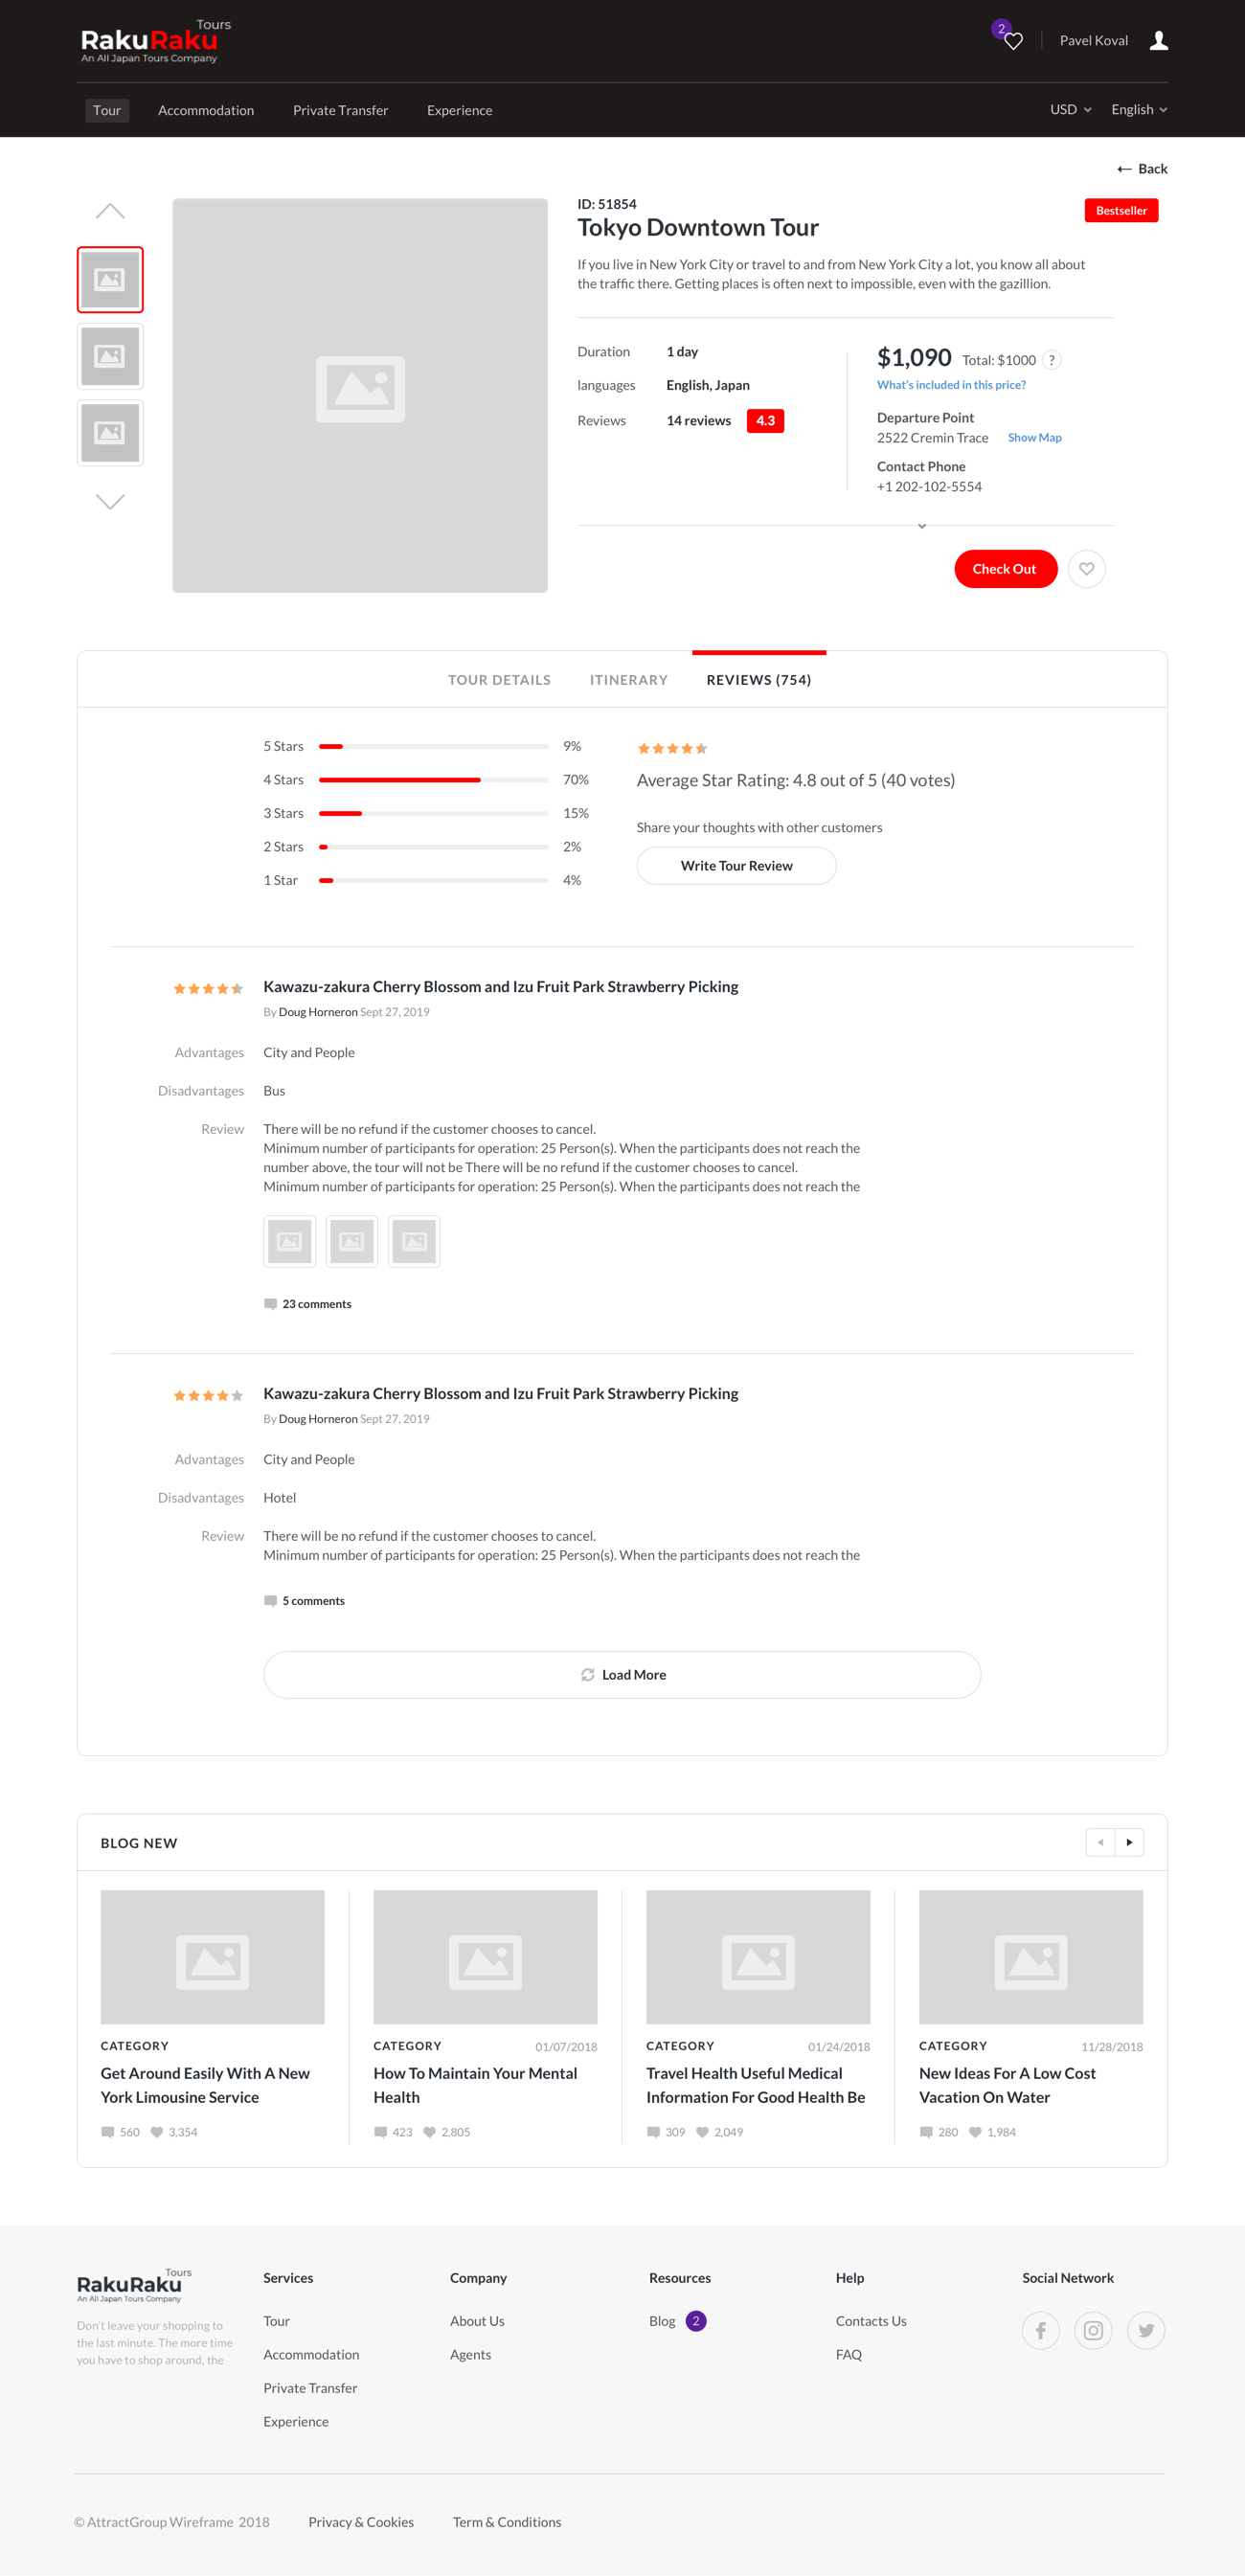 Tours
RakuRaku
An All Japan Tours Company
2
Pavel Koval
Tour
Accommodation
Private Transfer
Experience
USD
English
Back
ID: 51854
Bestseller
Tokyo Downtown Tour
If you live in New York City or travel to and from New York City a lot, you know all about
the traffic there. Getting places is often next to impossible, even with the gazillion.
Duration 1 day
languages English, Japan
Reviews 14 reviews 4.3
$1,090 Total: $1000 ?
What's included in this price?
Departure Point
2522 Cremin Trace Show Map
Contact Phone
+1 202-102-5554
Check Out
TOUR DETAILS
ITINERARY
REVIEWS (754)
5 Stars 9%
4 Stars 70%
3 Stars 15%
2 Stars 2%
1 Star 4%
Average Star Rating: 4.8 out of 5 (40 votes)
Share your thoughts with other customers
Write Tour Review
Kawazu-zakura Cherry Blossom and Izu Fruit Park Strawberry Picking
By Doug Horneron Sept 27, 2019
Advantages City and People
Disadvantages Bus
Review There will be no refund if the customer chooses to cancel.
Minimum number of participants for operation: 25 Person(s). When the participants does not reach the
number above, the tour will not be There will be no refund if the customer chooses to cancel.
Minimum number of participants for operation: 25 Person(s). When the participants does not reach the
23 comments
Kawazu-zakura Cherry Blossom and Izu Fruit Park Strawberry Picking
By Doug Horneron Sept 27, 2019
Advantages City and People
Disadvantages Hotel
Review There will be no refund if the customer chooses to cancel.
Minimum number of participants for operation: 25 Person(s). When the participants does not reach the
5 comments
Load More
BLOG NEW
CATEGORY
Get Around Easily With A New
York Limousine Service
560 3,354
CATEGORY 01/07/2018
How To Maintain Your Mental
Health
423 2,805
CATEGORY 01/24/2018
Travel Health Useful Medical
Information For Good Health Be
309 2,049
CATEGORY 11/28/2018
New Ideas For A Low Cost
Vacation On Water
280 1,984
Tours
RakuRaku
An All Japan Tours Company
Don't leave your shopping to
the last minute. The more time
you have to shop around, the
Services
Tour
Accommodation
Private Transfer
Experience
Company
About Us
Agents
Resources
Blog 2
Help
Contacts Us
FAQ
Social Network
© AttractGroup Wireframe 2018
Privacy & Cookies
Term & Conditions